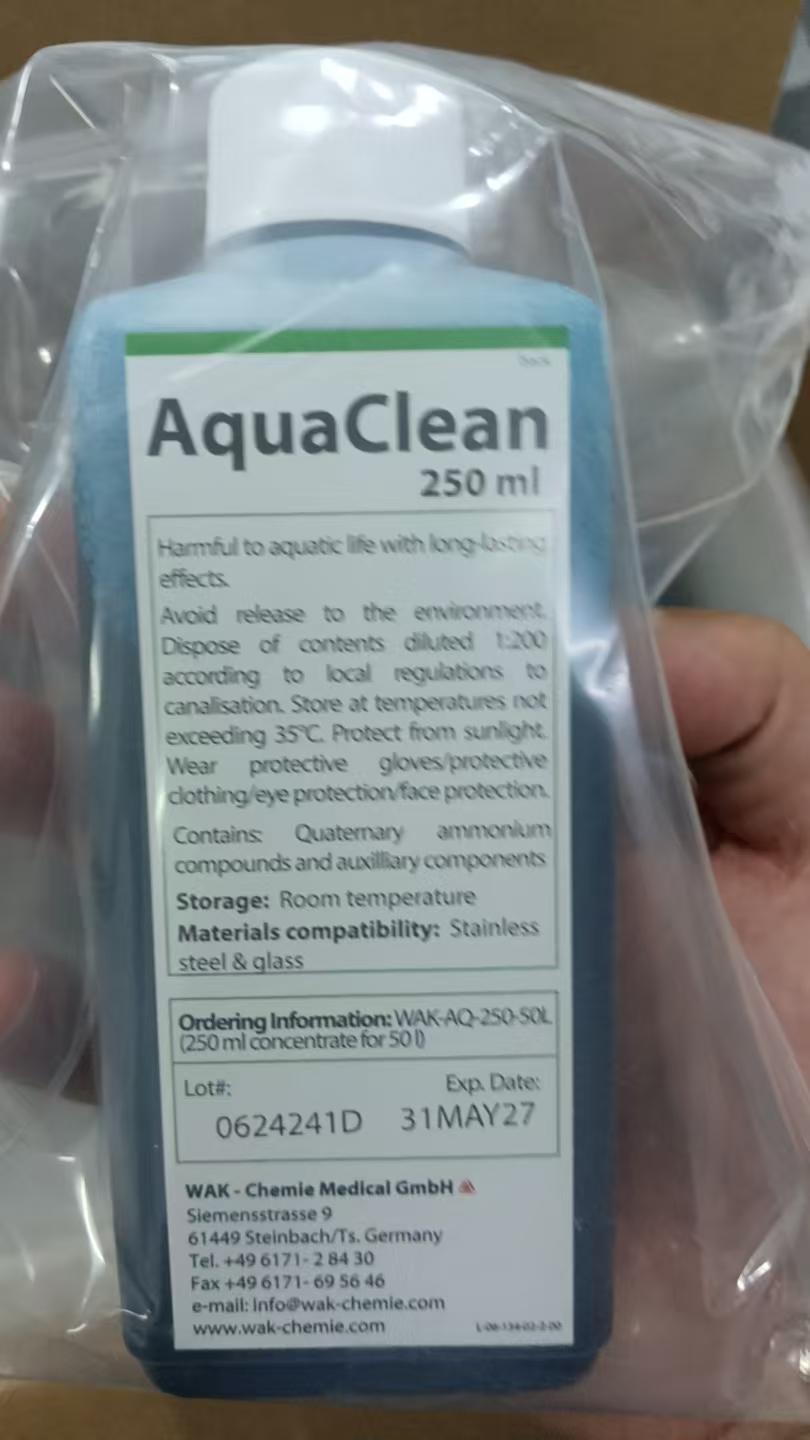 AquaClean
250 ml
Harmful to aquatic life with long-lasting
effects.
Avoid release to the environment.
Dispose of contents diluted 1:200
according to local regulations to
canalisation. Store at temperatures not
exceeding 35°C. Protect from sunlight.
Wear protective gloves/protective
clothing/eye protection/face protection.
Contains: Quaternary ammonium
compounds and auxilliary components
Storage: Room temperature
Materials compatibility: Stainless
steel & glass
Ordering Information: WAK-AQ-250-50L
(250 ml concentrate for 50 l)
Lot#: Exp. Date:
0624241D 31MAY27
WAK - Chemie Medical GmbH
Siemensstrasse 9
61449 Steinbach/Ts. Germany
Tel. +49 6171- 2 84 30
Fax +49 6171- 69 56 46
e-mail: info@wak-chemie.com
www.wak-chemie.com